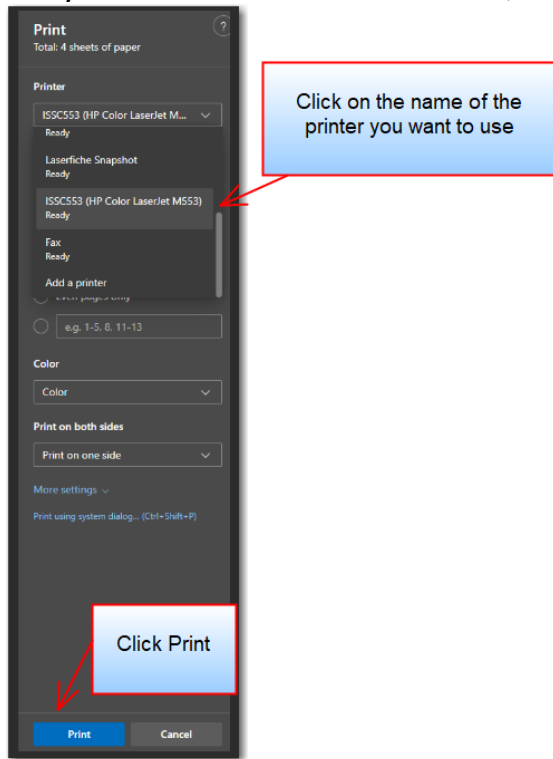 Print
?
Total: 4 sheets of paper
Printer
ISSC553 (HP Color LaserJet M...
Ready
Laserfiche Snapshot
Ready
ISSC553 (HP Color LaserJet M553)
Ready
Fax
Ready
Add a printer
Even pages only
e.g. 1-5, 8, 11-13
Color
Color
Print on both sides
Print on one side
More settings
Print using system dialog... (Ctrl+Shift+P)
Print
Cancel
Click on the name of the
printer you want to use
Click Print